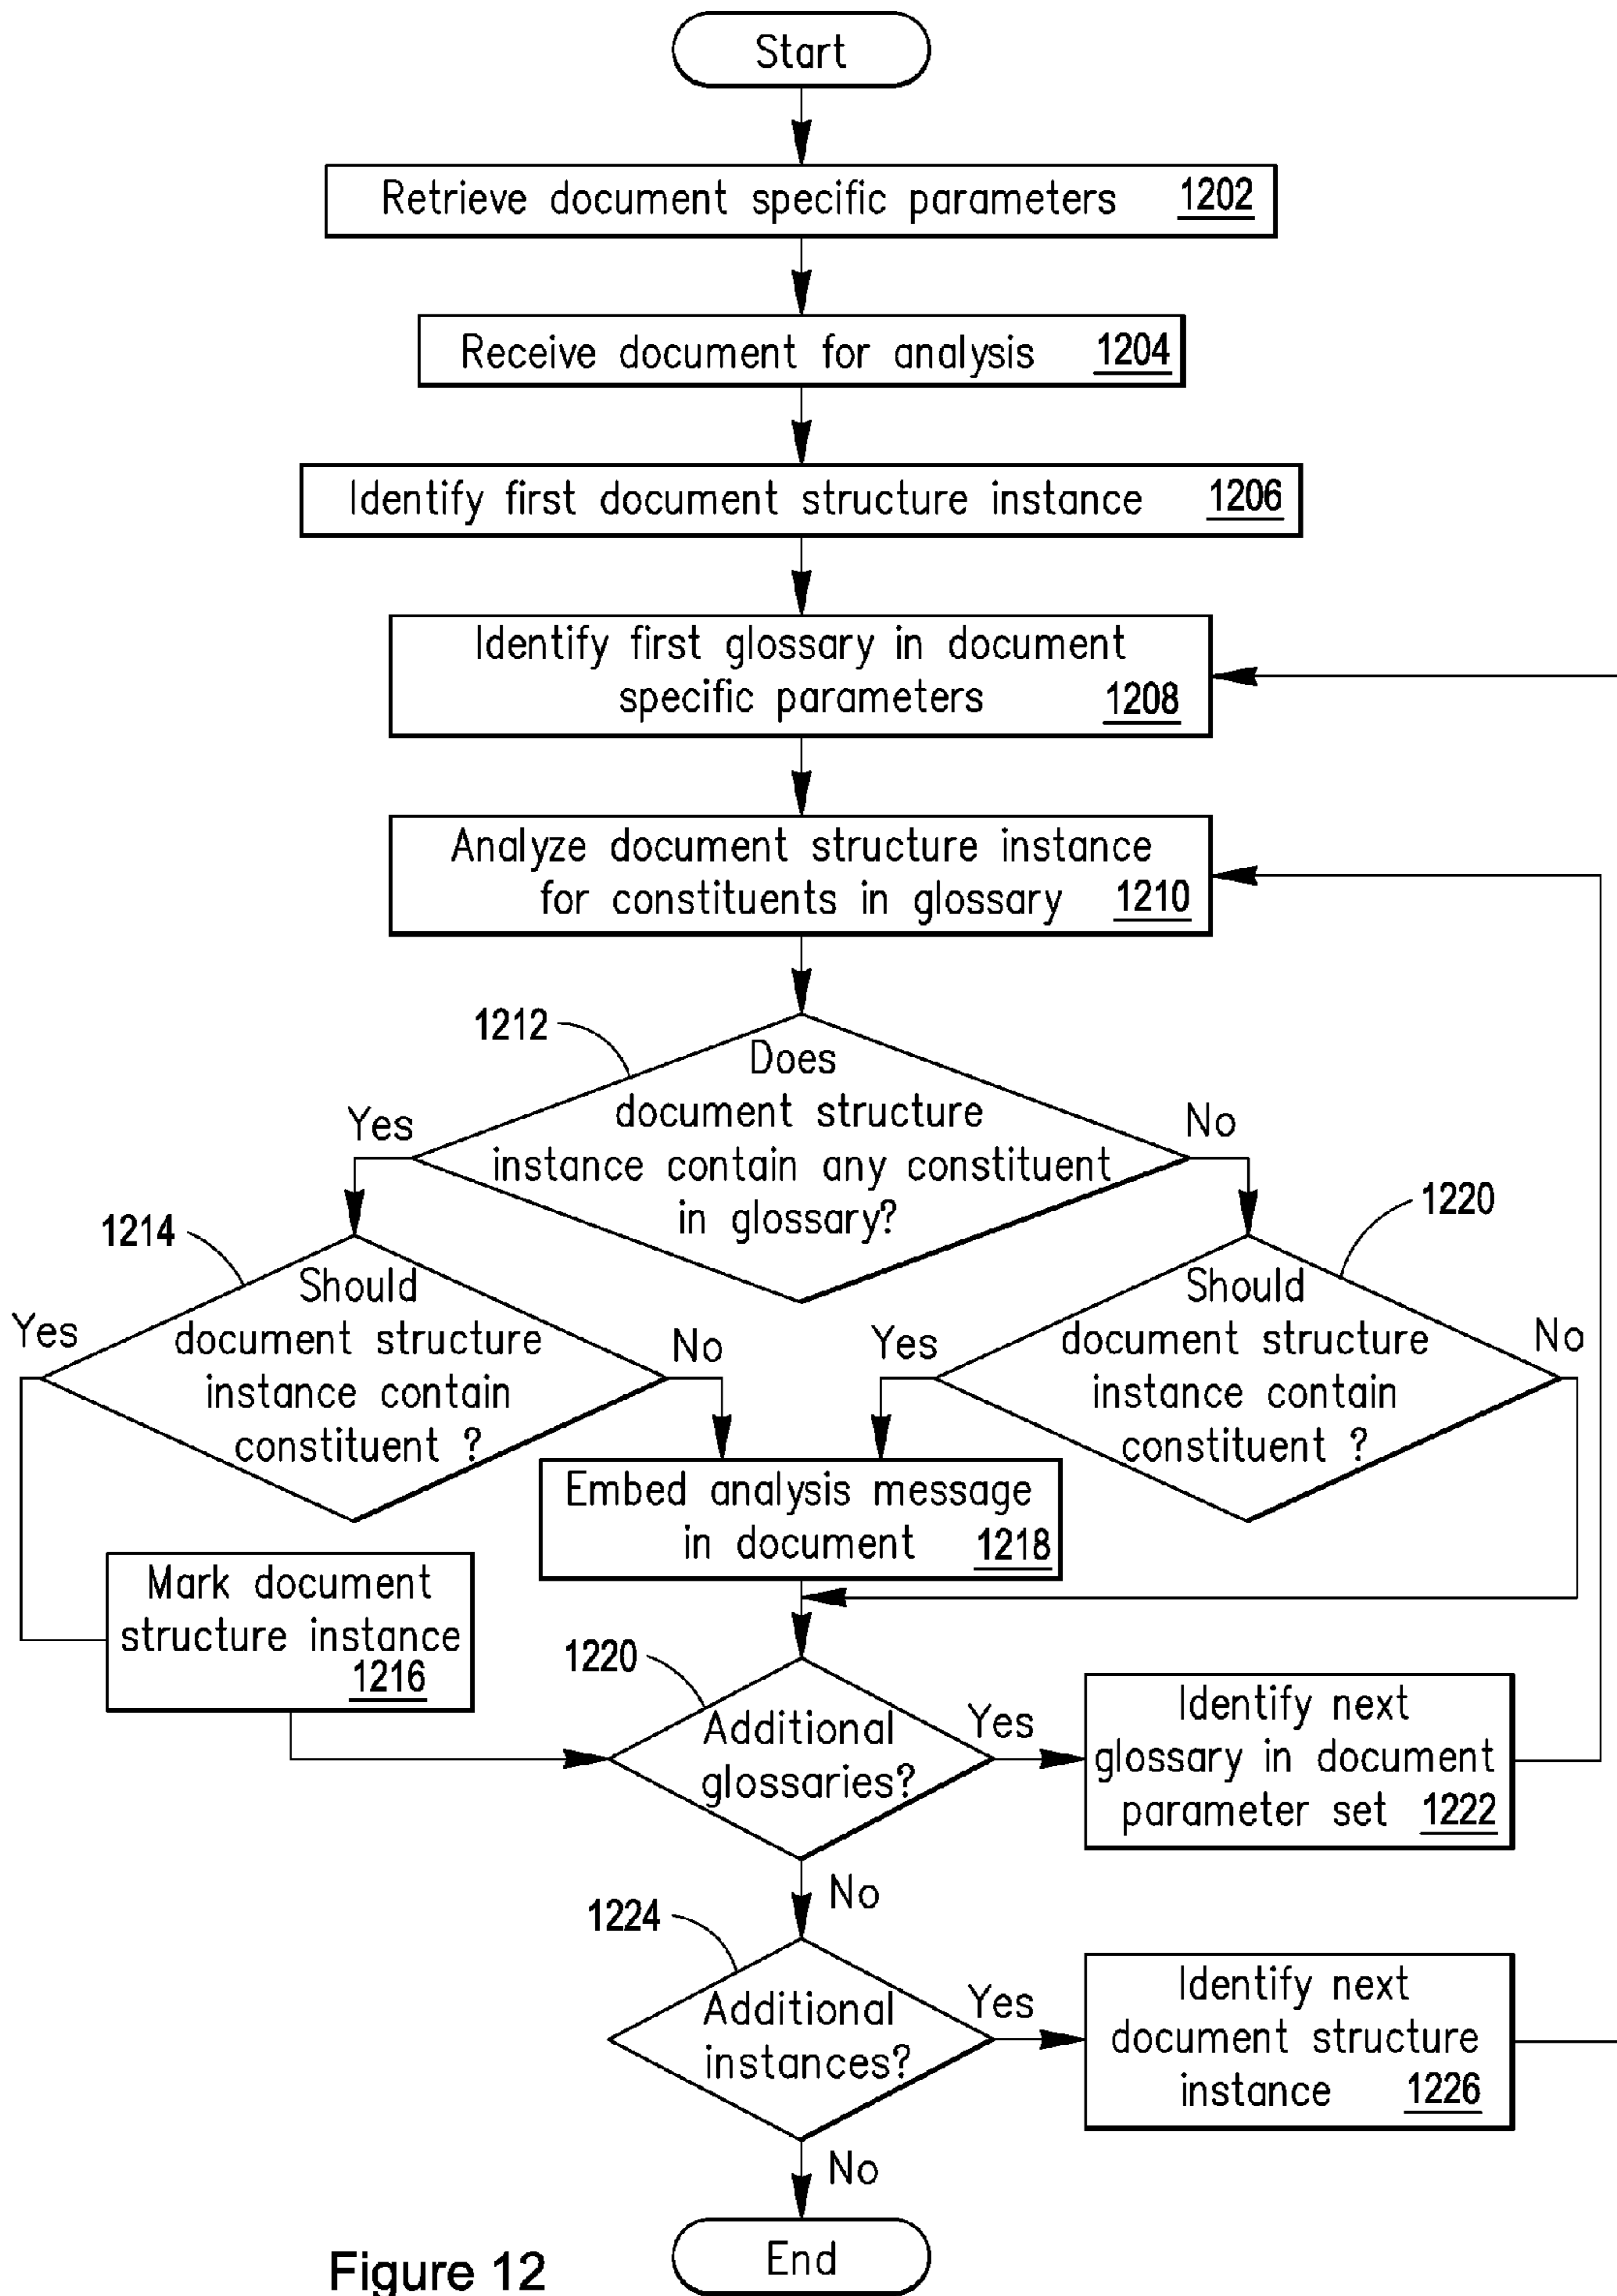 Start
Retrieve document specific parameters 1202
Receive document for analysis 1204
Identify first document structure instance 1206
Identify first glossary in document
specific parameters 1208
Analyze document structure instance
for constituents in glossary 1210
1212
Does
document structure
instance contain any constituent
in glossary?
Yes
No
1214
Should
document structure
instance contain
constituent ?
Yes
No
1220
Should
document structure
instance contain
constituent ?
Yes
No
Embed analysis message
in document 1218
Mark document
structure instance
1216
1220
Additional
glossaries?
Yes
Identify next
glossary in document
parameter set 1222
No
1224
Additional
instances?
Yes
Identify next
document structure
instance 1226
No
End
Figure 12